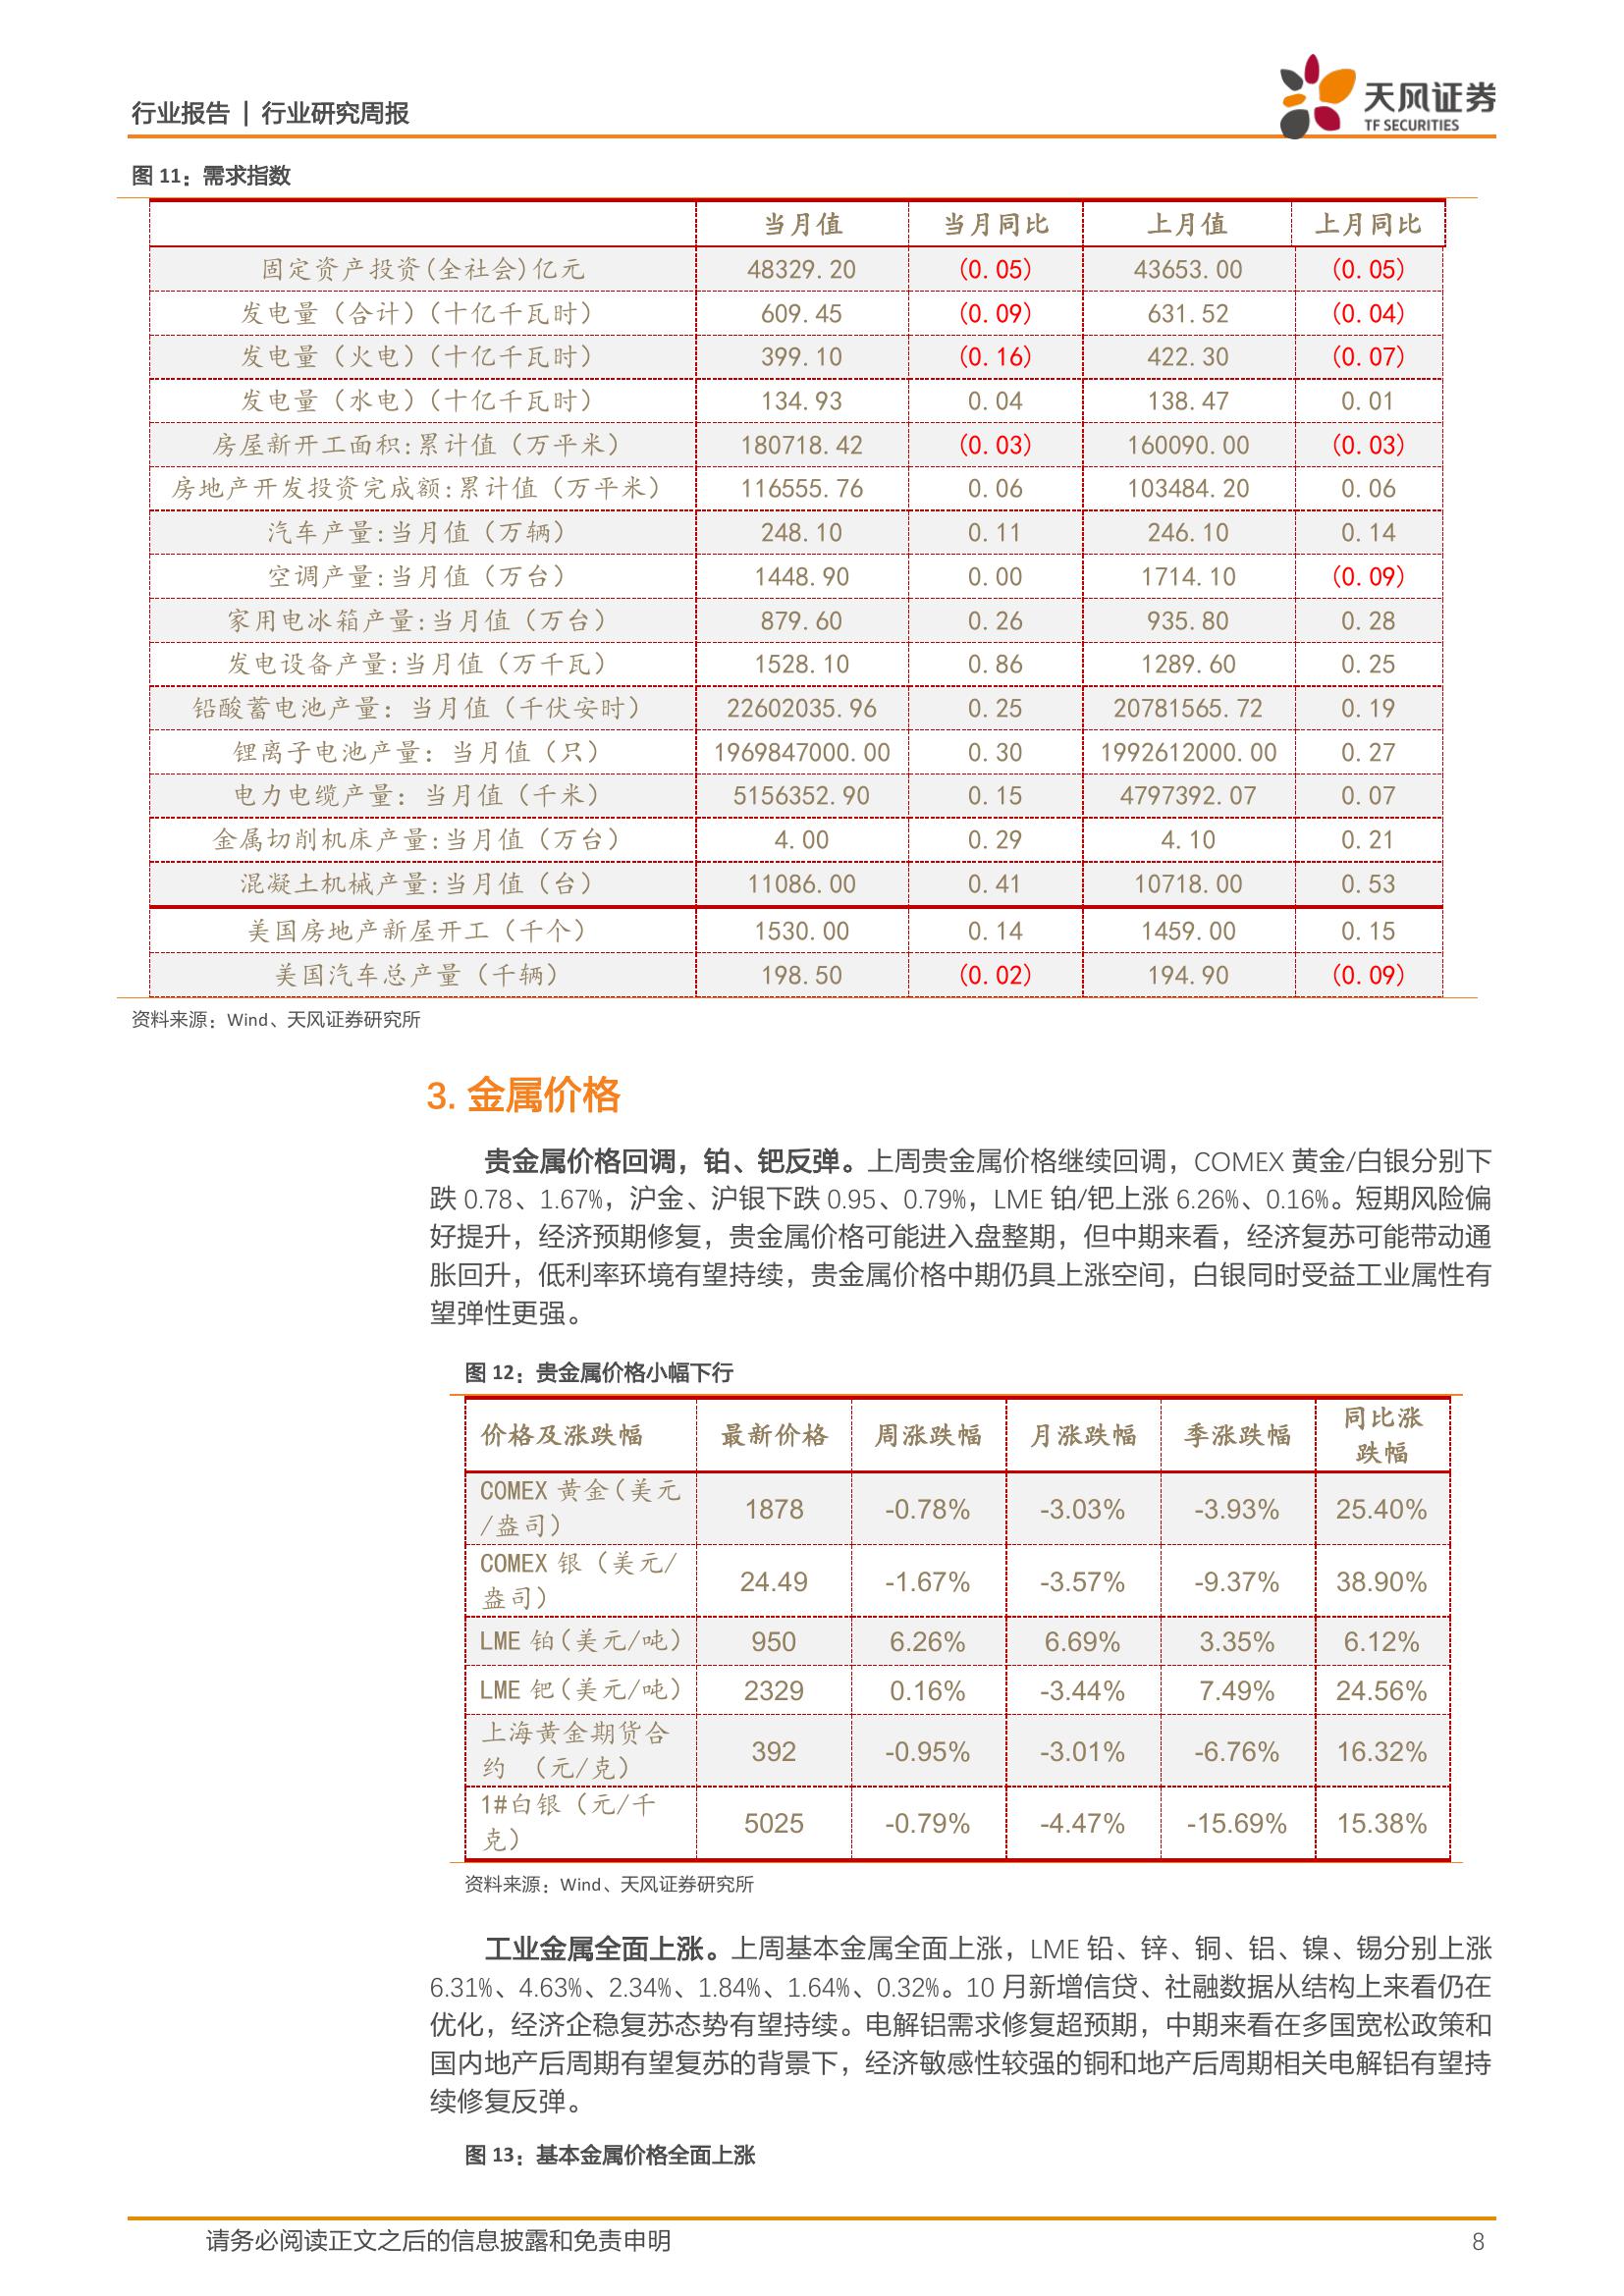 行业报告 | 行业研究周报
天风证券
TF SECURITIES
图 11：需求指数
当月值 当月同比 上月值 上月同比
固定资产投资(全社会)亿元 48329.20 (0.05) 43653.00 (0.05)
发电量（合计）(十亿千瓦时） 609.45 (0.09) 631.52 (0.04)
发电量（火电）(十亿千瓦时） 399.10 (0.16) 422.30 (0.07)
发电量（水电）(十亿千瓦时） 134.93 0.04 138.47 0.01
房屋新开工面积:累计值（万平米） 180718.42 (0.03) 160090.00 (0.03)
房地产开发投资完成额:累计值（万平米） 116555.76 0.06 103484.20 0.06
汽车产量:当月值（万辆） 248.10 0.11 246.10 0.14
空调产量:当月值（万台） 1448.90 0.00 1714.10 (0.09)
家用电冰箱产量:当月值（万台） 879.60 0.26 935.80 0.28
发电设备产量:当月值（万千瓦） 1528.10 0.86 1289.60 0.25
铅酸蓄电池产量：当月值（千伏安时） 22602035.96 0.25 20781565.72 0.19
锂离子电池产量：当月值（只） 1969847000.00 0.30 1992612000.00 0.27
电力电缆产量：当月值（千米） 5156352.90 0.15 4797392.07 0.07
金属切削机床产量:当月值（万台） 4.00 0.29 4.10 0.21
混凝土机械产量:当月值（台） 11086.00 0.41 10718.00 0.53
美国房地产新屋开工（千个） 1530.00 0.14 1459.00 0.15
美国汽车总产量（千辆） 198.50 (0.02) 194.90 (0.09)
资料来源：Wind、天风证券研究所
3. 金属价格
贵金属价格回调，铂、钯反弹。上周贵金属价格继续回调，COMEX 黄金/白银分别下
跌 0.78、1.67%，沪金、沪银下跌 0.95、0.79%，LME 铂/钯上涨 6.26%、0.16%。短期风险偏
好提升，经济预期修复，贵金属价格可能进入盘整期，但中期来看，经济复苏可能带动通
胀回升，低利率环境有望持续，贵金属价格中期仍具上涨空间，白银同时受益工业属性有
望弹性更强。
图 12：贵金属价格小幅下行
价格及涨跌幅 最新价格 周涨跌幅 月涨跌幅 季涨跌幅 同比涨
跌幅
COMEX 黄金(美元
/盎司） 1878 -0.78% -3.03% -3.93% 25.40%
COMEX 银（美元/
盎司） 24.49 -1.67% -3.57% -9.37% 38.90%
LME 铂(美元/吨） 950 6.26% 6.69% 3.35% 6.12%
LME 钯(美元/吨） 2329 0.16% -3.44% 7.49% 24.56%
上海黄金期货合
约 （元/克） 392 -0.95% -3.01% -6.76% 16.32%
1#白银（元/千
克） 5025 -0.79% -4.47% -15.69% 15.38%
资料来源：Wind、天风证券研究所
工业金属全面上涨。上周基本金属全面上涨，LME 铅、锌、铜、铝、镍、锡分别上涨
6.31%、4.63%、2.34%、1.84%、1.64%、0.32%。10 月新增信贷、社融数据从结构上来看仍在
优化，经济企稳复苏态势有望持续。电解铝需求修复超预期，中期来看在多国宽松政策和
国内地产后周期有望复苏的背景下，经济敏感性较强的铜和地产后周期相关电解铝有望持
续修复反弹。
图 13：基本金属价格全面上涨
请务必阅读正文之后的信息披露和免责申明 8